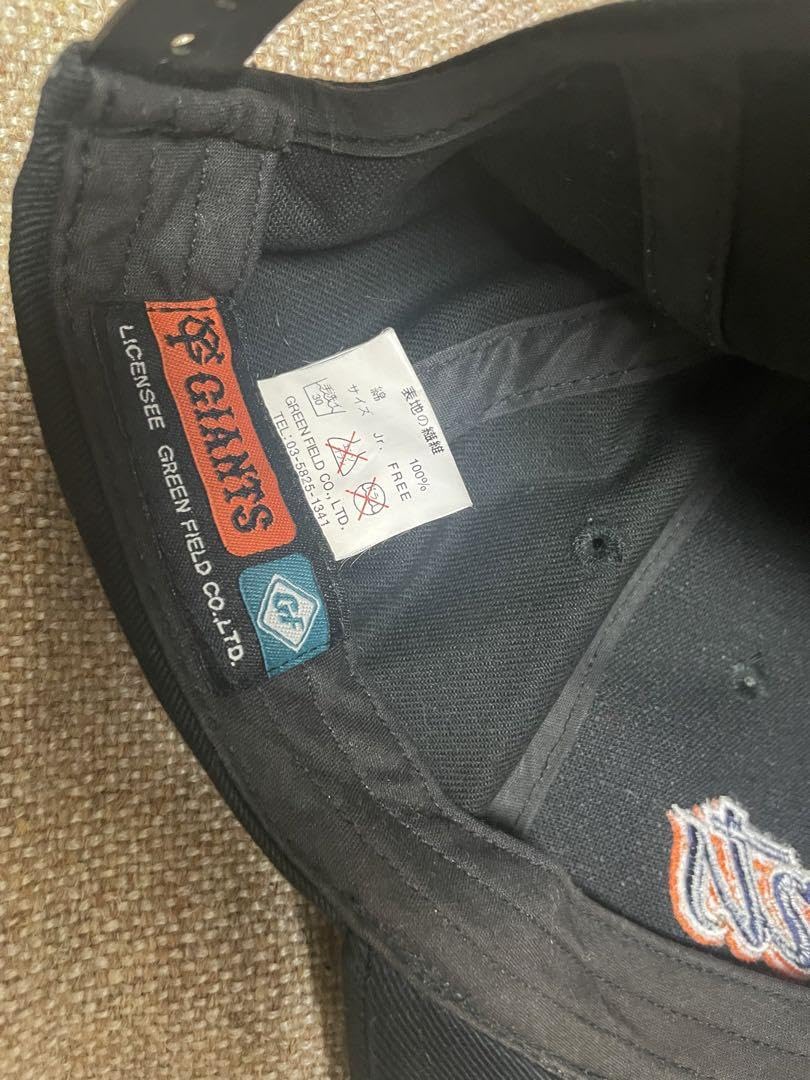 GIANTS
LICENSEE GREEN FIELD CO.,LTD.
GF
表地の繊維
綿 100%
サイズ Jr. FREE
30
GREEN FIELD CO., LTD.
TEL: 03-5825-1341